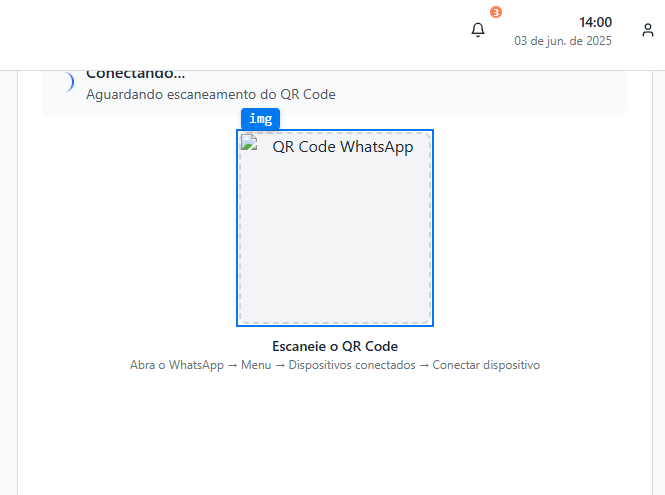 3
14:00
03 de jun. de 2025
Conectando...
Aguardando escaneamento do QR Code
img
QR Code WhatsApp
Escaneie o QR Code
Abra o WhatsApp → Menu → Dispositivos conectados → Conectar dispositivo